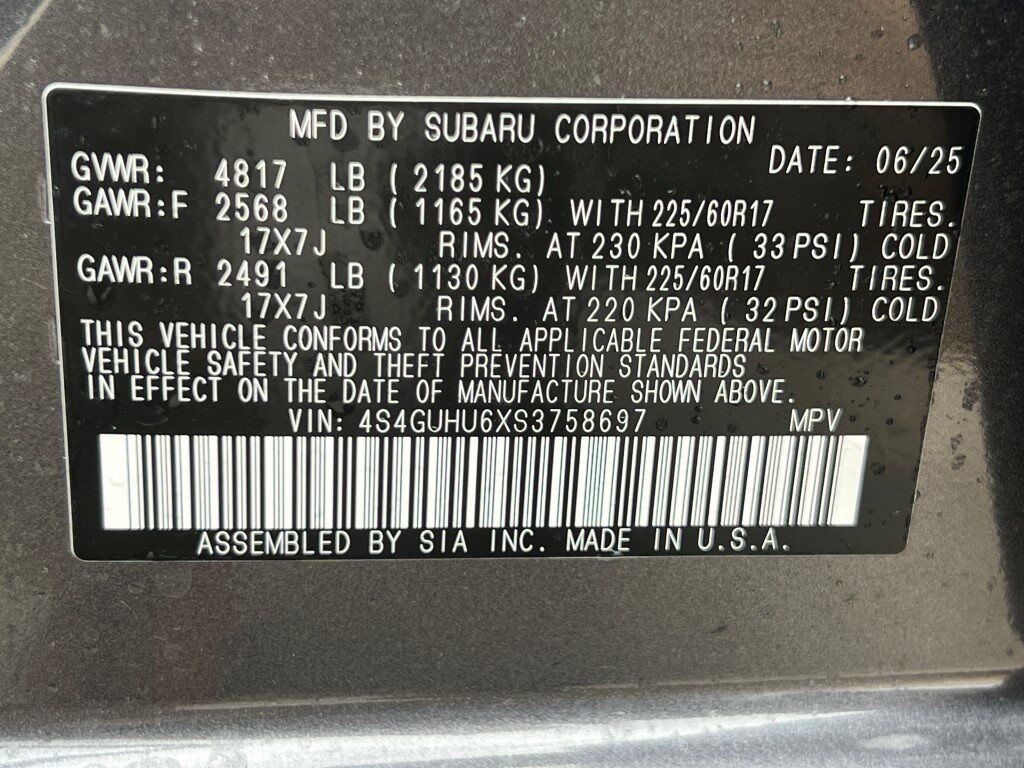 MFD BY SUBARU CORPORATION
DATE: 06/25
GVWR: 4817 LB ( 2185 KG)
GAWR:F 2568 LB ( 1165 KG) WITH 225/60R17 TIRES.
17X7J RIMS. AT 230 KPA ( 33 PSI) COLD
GAWR:R 2491 LB ( 1130 KG) WITH 225/60R17 TIRES.
17X7J RIMS. AT 220 KPA ( 32 PSI) COLD
THIS VEHICLE CONFORMS TO ALL APPLICABLE FEDERAL MOTOR
VEHICLE SAFETY AND THEFT PREVENTION STANDARDS
IN EFFECT ON THE DATE OF MANUFACTURE SHOWN ABOVE.
VIN: 4S4GUHU6XS3758697 MPV
ASSEMBLED BY SIA INC. MADE IN U.S.A.